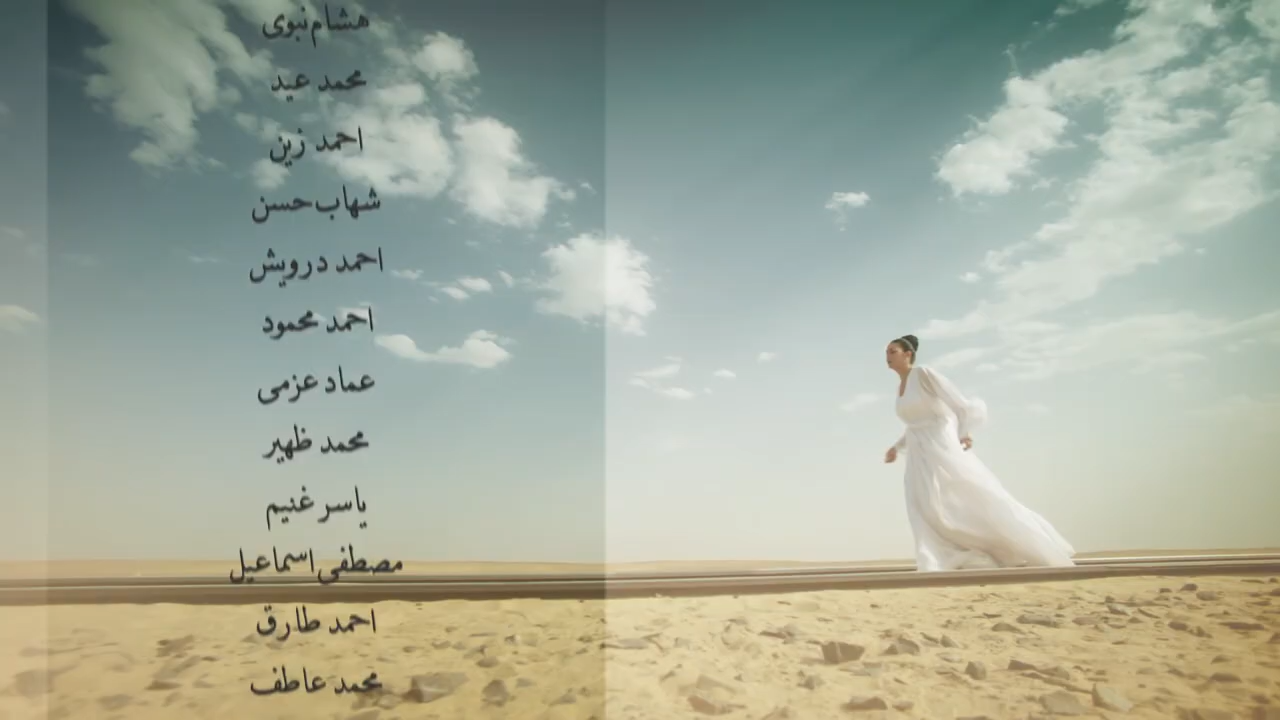 هشام نبوى
محمد عيد
احمد زين
شهاب حسن
احمد درويش
احمد محمود
عماد عزمى
محمد ظهير
ياسر غنيم
مصطفى اسماعيل
احمد طارق
محمد عاطف